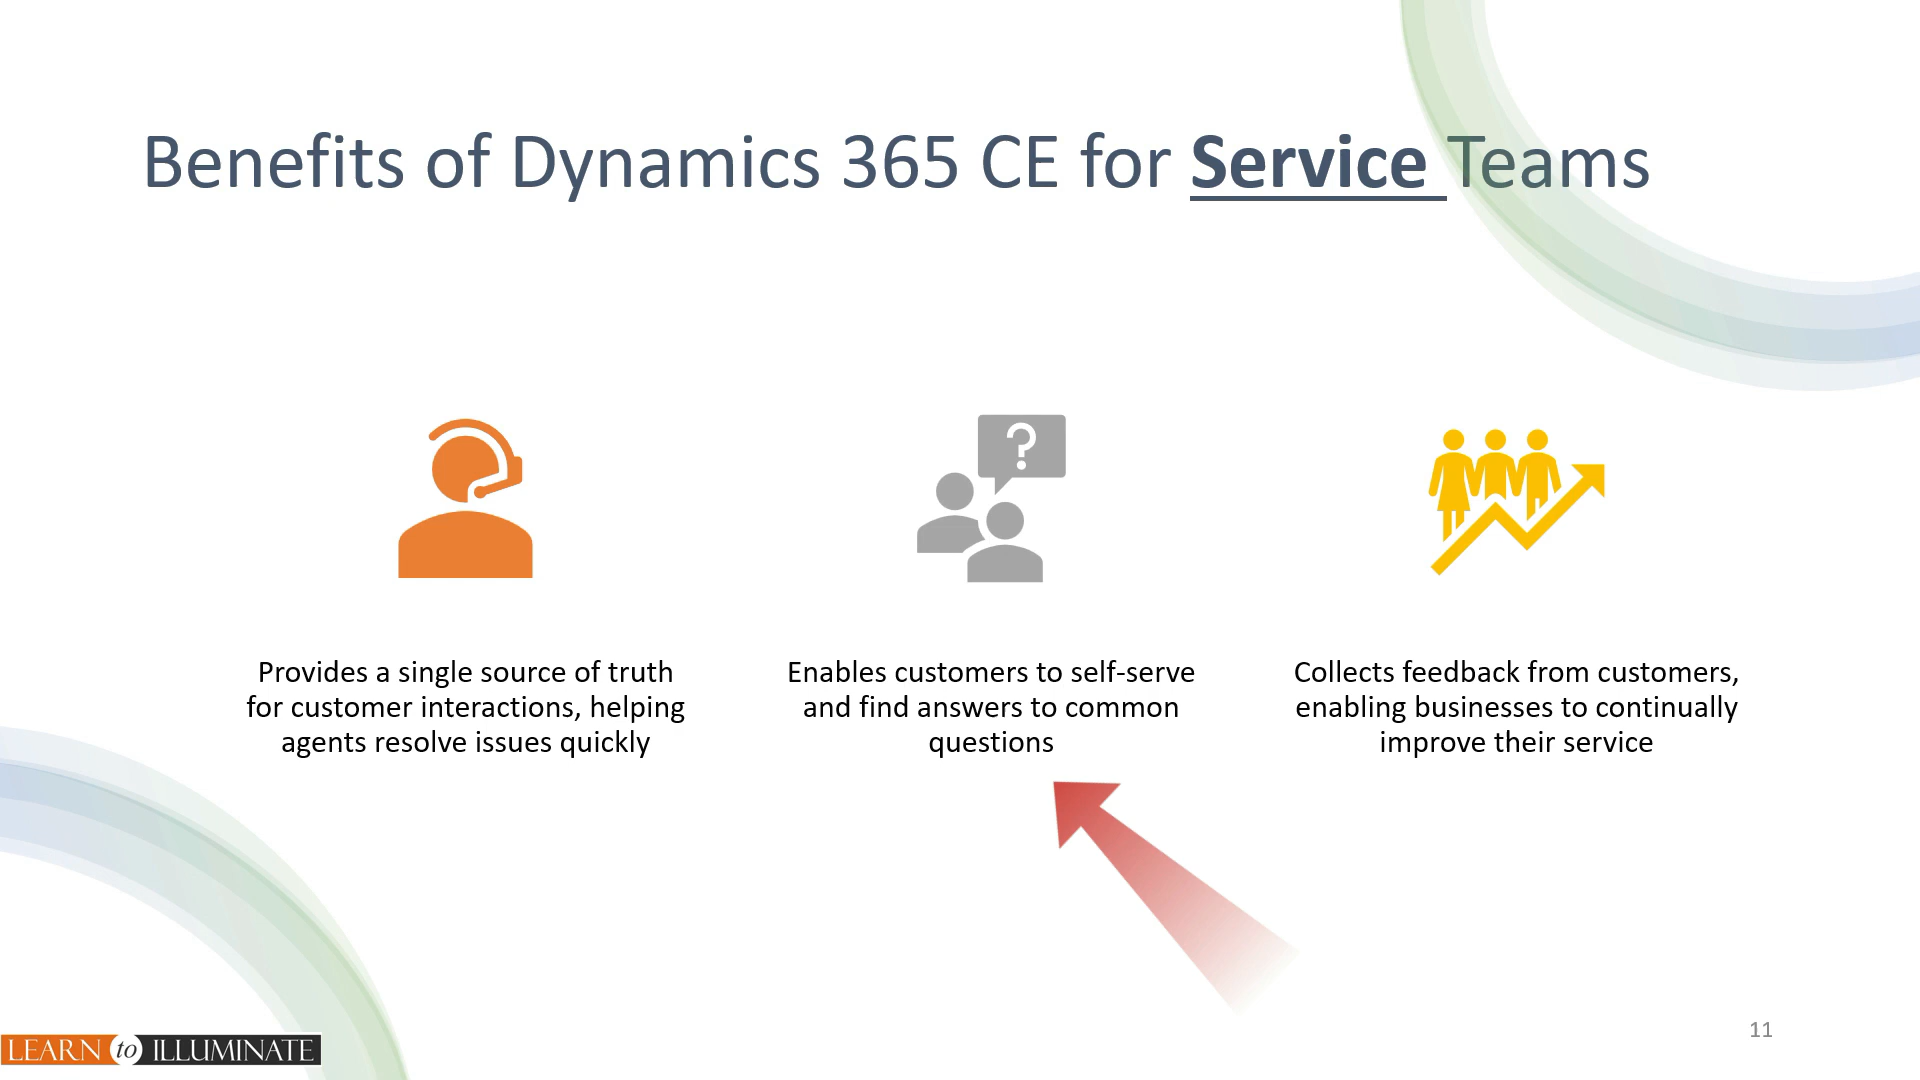 Benefits of Dynamics 365 CE for Service Teams
?
Provides a single source of truth
for customer interactions, helping
agents resolve issues quickly
Enables customers to self-serve
and find answers to common
questions
Collects feedback from customers,
enabling businesses to continually
improve their service
LEARN to ILLUMINATE
11